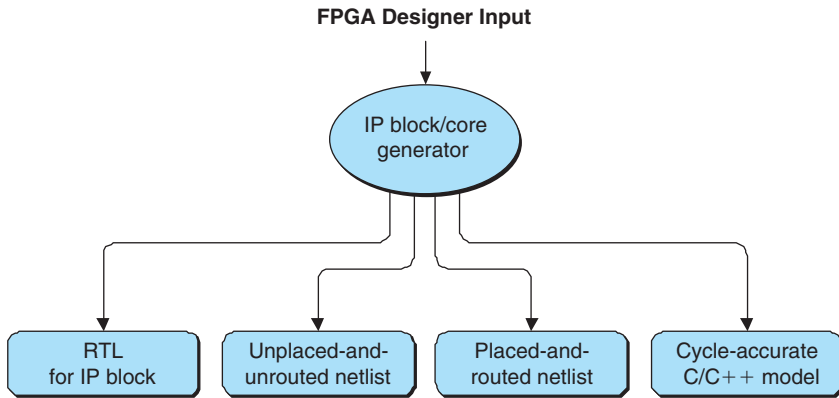 FPGA Designer Input
IP block/core
generator
RTL
for IP block
Unplaced-and-
unrouted netlist
Placed-and-
routed netlist
Cycle-accurate
C/C++ model